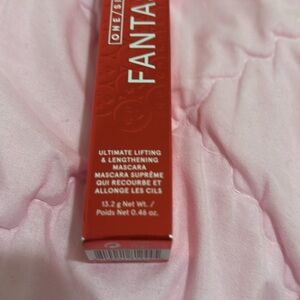 ONE/SI
FANTA
ULTIMATE LIFTING
& LENGTHENING
MASCARA
MASCARA SUPRÊME
QUI RECOURBE ET
ALLONGE LES CILS
13.2 g Net Wt. /
Poids Net 0.46 oz.